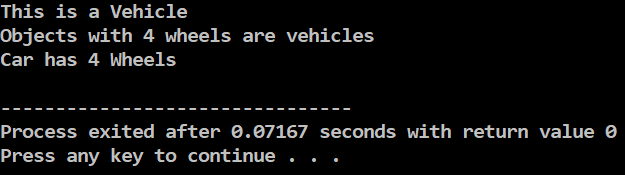 This is a Vehicle
Objects with 4 wheels are vehicles
Car has 4 Wheels
--------------------------------
Process exited after 0.07167 seconds with return value 0
Press any key to continue . . .